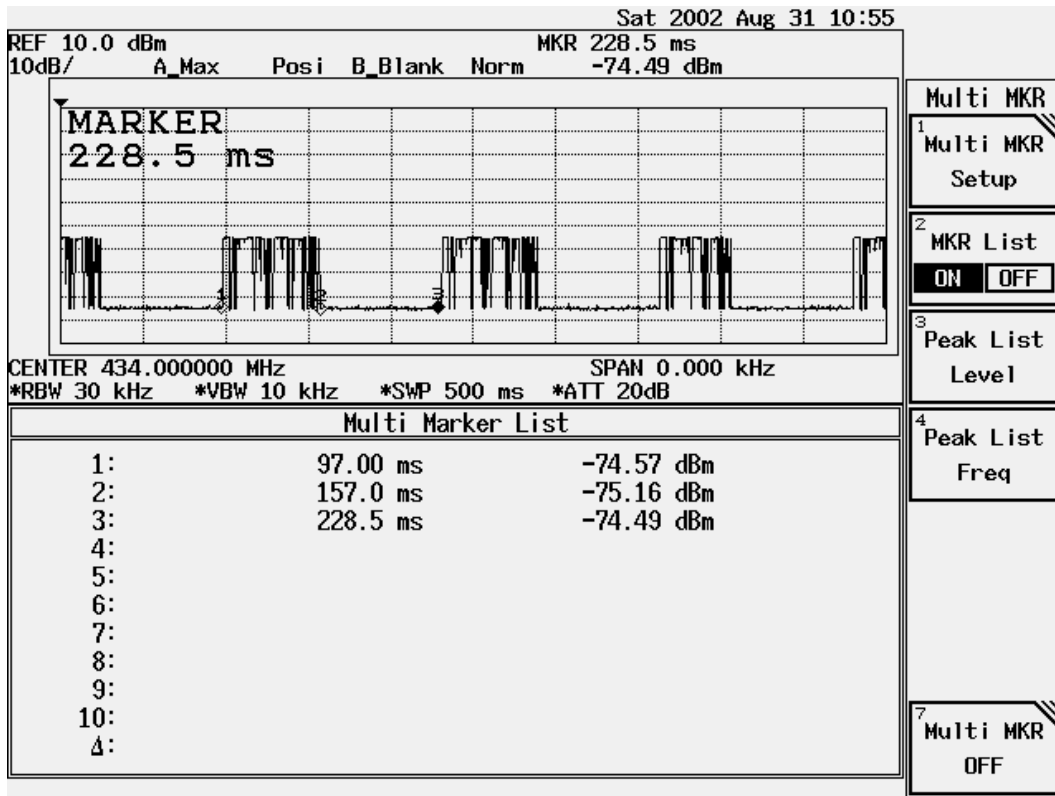 Sat 2002 Aug 31 10:55
REF 10.0 dBm MKR 228.5 ms
10dB/ A_Max Posi B_Blank Norm -74.49 dBm
MARKER
228.5 ms
1 2 3
CENTER 434.000000 MHz SPAN 0.000 kHz
*RBW 30 kHz *VBW 10 kHz *SWP 500 ms *ATT 20dB
Multi Marker List
1: 97.00 ms -74.57 dBm
2: 157.0 ms -75.16 dBm
3: 228.5 ms -74.49 dBm
4:
5:
6:
7:
8:
9:
10:
Δ:
Multi MKR
1
Multi MKR
Setup
2
MKR List
ON OFF
3
Peak List
Level
4
Peak List
Freq
7
Multi MKR
OFF